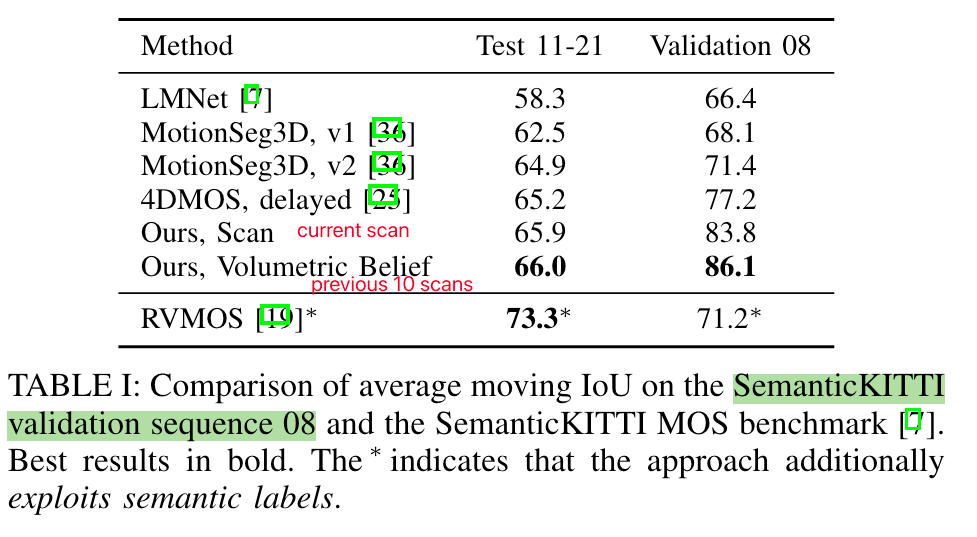 Method Test 11-21 Validation 08
LMNet [7] 58.3 66.4
MotionSeg3D, v1 [36] 62.5 68.1
MotionSeg3D, v2 [36] 64.9 71.4
4DMOS, delayed [25] 65.2 77.2
Ours, Scan current scan 65.9 83.8
Ours, Volumetric Belief 66.0 86.1
previous 10 scans
RVMOS [19]* 73.3* 71.2*
TABLE I: Comparison of average moving IoU on the SemanticKITTI
validation sequence 08 and the SemanticKITTI MOS benchmark [7].
Best results in bold. The * indicates that the approach additionally
exploits semantic labels.